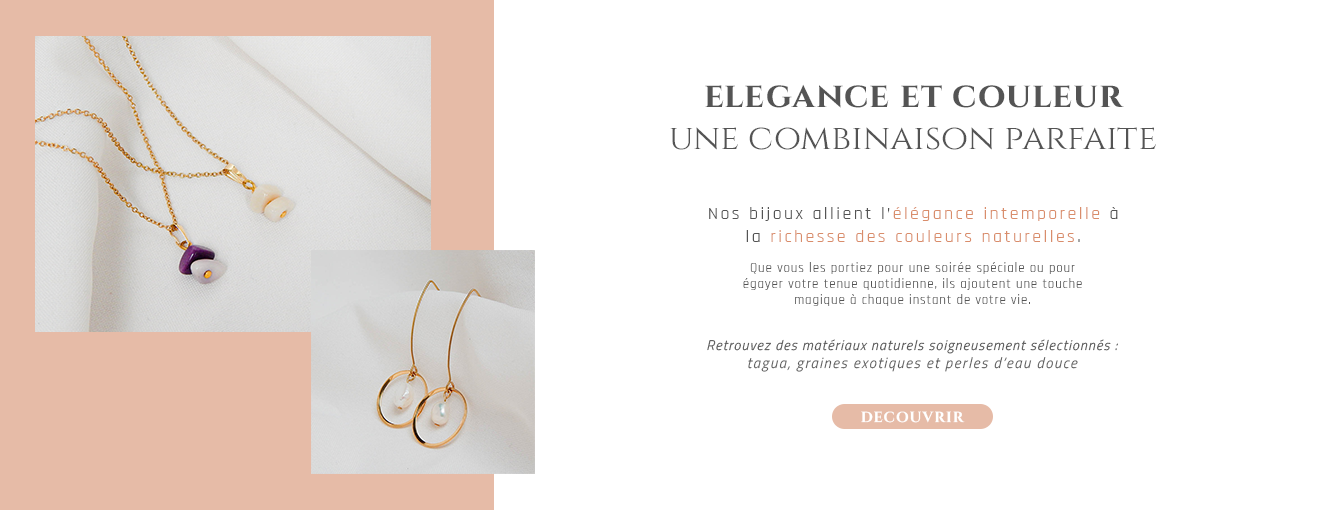 ELEGANCE ET COULEUR
UNE COMBINAISON PARFAITE
Nos bijoux allient l'élégance intemporelle à
la richesse des couleurs naturelles.
Que vous les portiez pour une soirée spéciale ou pour
égayer votre tenue quotidienne, ils ajoutent une touche
magique à chaque instant de votre vie.
Retrouvez des matériaux naturels soigneusement sélectionnés :
tagua, graines exotiques et perles d'eau douce
DECOUVRIR